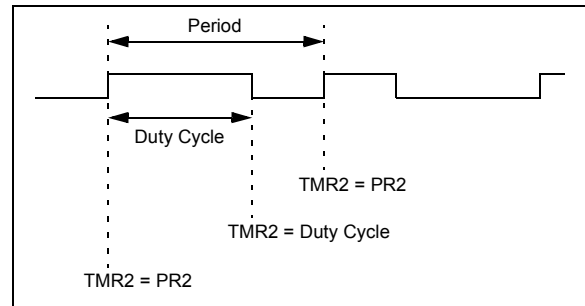 Period
Duty Cycle
TMR2 = PR2
TMR2 = Duty Cycle
TMR2 = PR2